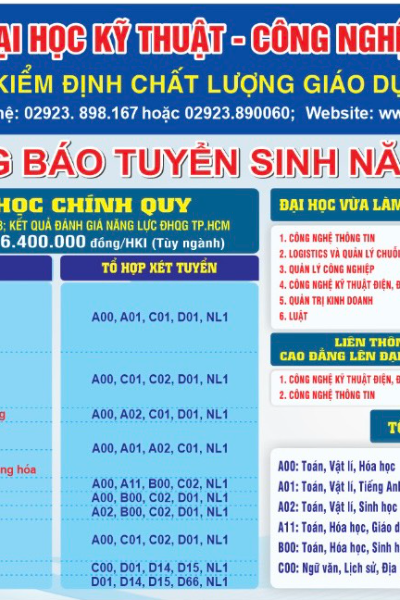 ĐẠI HỌC KỸ THUẬT - CÔNG NGHỆ
KIỂM ĐỊNH CHẤT LƯỢNG GIÁO DỤ
hệ: 02923. 898.167 hoặc 02923.890060; Website: www
G BÁO TUYỂN SINH NĂ
HỌC CHÍNH QUY
3; KẾT QUẢ ĐÁNH GIÁ NĂNG LỰC ĐHQG TP.HCM
6.400.000 đồng/HKI (Tùy ngành)
TỔ HỢP XÉT TUYỂN
A00, A01, C01, D01, NL1
A00, C01, C02, D01, NL1
g
A00, A02, C01, D01, NL1
A00, A01, A02, C01, NL1
ng hóa
A00, A11, B00, C02, NL1
A00, B00, C02, D01, NL1
A02, B00, C02, D01, NL1
A00, C01, C02, D01, NL1
C00, D01, D14, D15, NL1
D01, D14, D15, D66, NL1
ĐẠI HỌC VỪA LÀM
1. CÔNG NGHỆ THÔNG TIN
2. LOGISTICS VÀ QUẢN LÝ CHUỖI
3. QUẢN LÝ CÔNG NGHIỆP
4. CÔNG NGHỆ KỸ THUẬT ĐIỆN, Đ
5. QUẢN TRỊ KINH DOANH
6. LUẬT
LIÊN THÔN
CAO ĐẲNG LÊN ĐẠI
1. CÔNG NGHỆ KỸ THUẬT ĐIỆN, Đ
2. CÔNG NGHỆ THÔNG TIN
TỔ
A00: Toán, Vật lí, Hóa học
A01: Toán, Vật lí, Tiếng Anh
A02: Toán, Vật lí, Sinh học
A11: Toán, Hóa học, Giáo d
B00: Toán, Hóa học, Sinh h
C00: Ngữ văn, Lịch sử, Địa